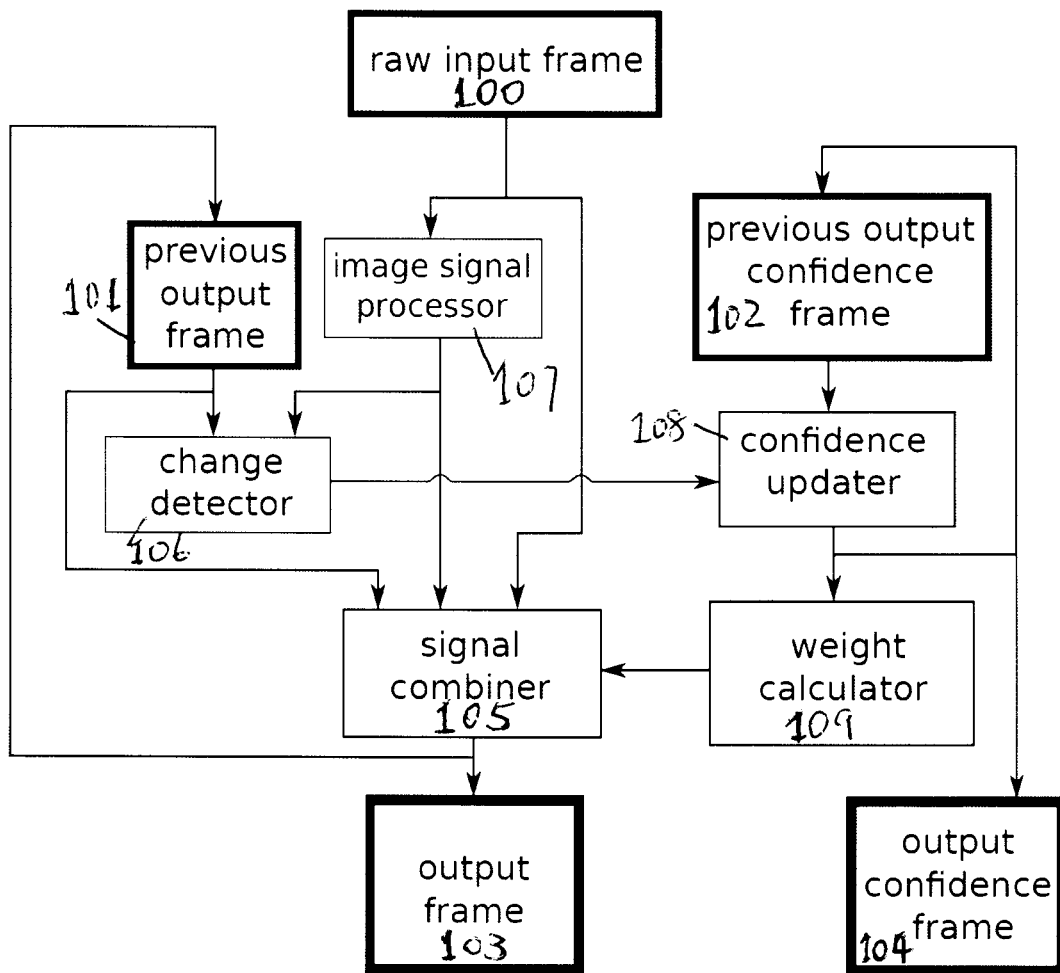 raw input frame
100
previous
output
frame
101
image signal
processor
107
previous output
confidence
frame
102
change
detector
106
108
confidence
updater
signal
combiner
105
weight
calculator
109
output
frame
103
output
confidence
frame
104